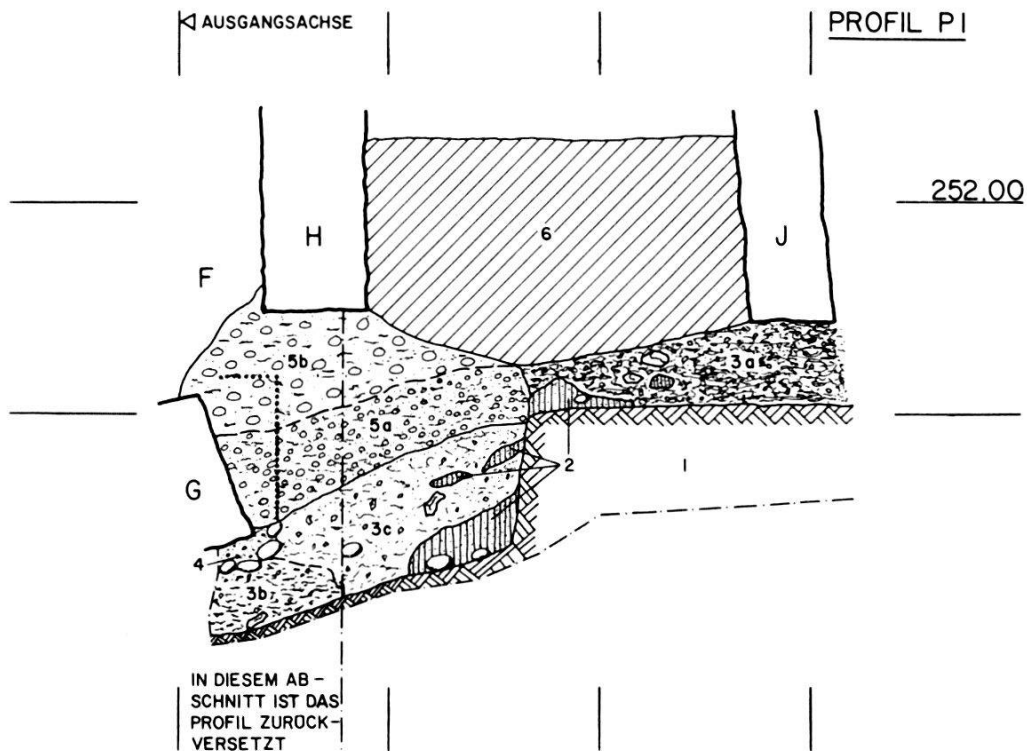 AUSGANGSACHSE
PROFIL P1
252.00
H
6
J
F
5b
3a
5a
G
2
1
3c
4
3b
IN DIESEM AB-
SCHNITT IST DAS
PROFIL ZURÜCK-
VERSETZT